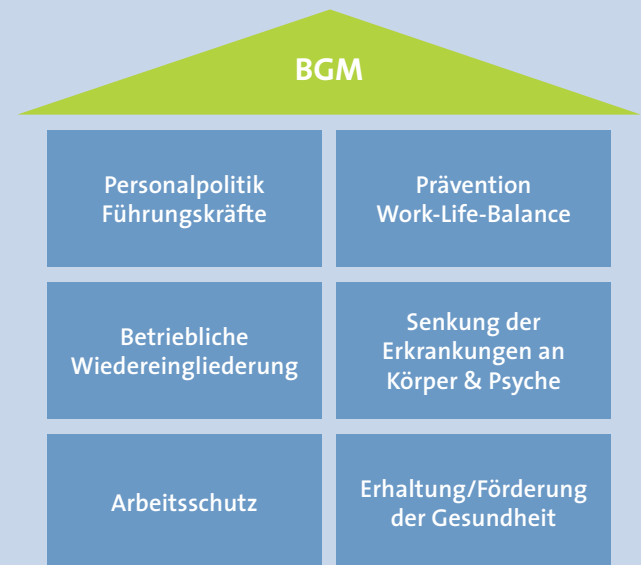 BGM
Personalpolitik
Führungskräfte
Prävention
Work-Life-Balance
Betriebliche
Wiedereingliederung
Senkung der
Erkrankungen an
Körper & Psyche
Arbeitsschutz
Erhaltung/Förderung
der Gesundheit